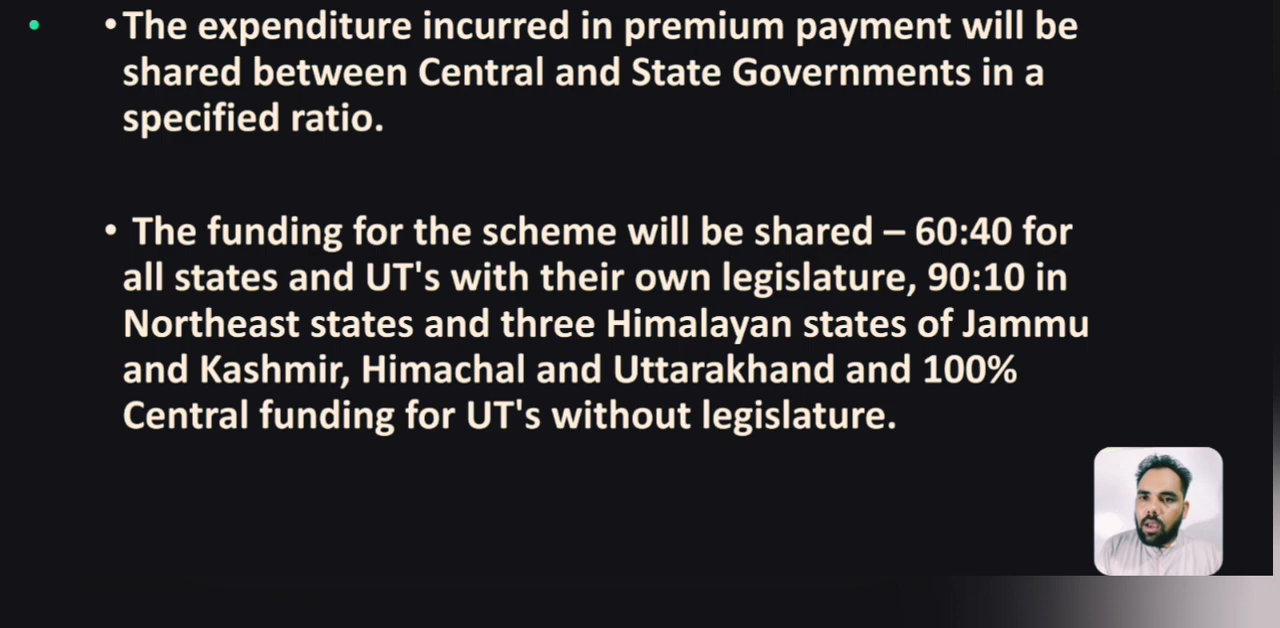 •The expenditure incurred in premium payment will be
shared between Central and State Governments in a
specified ratio.
• The funding for the scheme will be shared – 60:40 for
all states and UT's with their own legislature, 90:10 in
Northeast states and three Himalayan states of Jammu
and Kashmir, Himachal and Uttarakhand and 100%
Central funding for UT's without legislature.